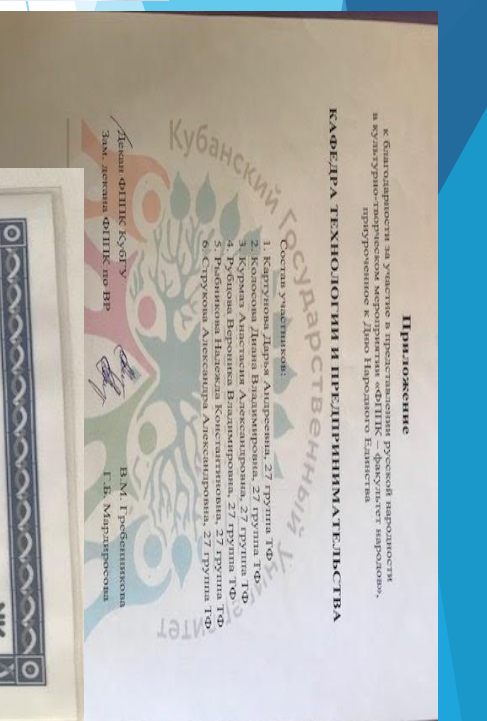 Приложение
к благодарности за участие в представлении русской народности
в культурно-творческом мероприятии «ФППК – факультет народов»,
приуроченное к Дню Народного Единства
КАФЕДРА ТЕХНОЛОГИИ И ПРЕДПРИНИМАТЕЛЬСТВА
Состав участников:
1. Картунова Дарья Андреевна, 27 группа ТФ
2. Колосова Диана Владимировна, 27 группа ТФ
3. Курмаз Анастасия Александровна, 27 группа ТФ
4. Рубцова Вероника Владимировна, 27 группа ТФ
5. Рыбникова Надежда Константиновна, 27 группа ТФ
6. Струкова Александра Александровна, 27 группа ТФ
Декан ФППК КубГУ В.М. Гребенникова
Зам. декана ФППК по ВР Г.Б. Мардиросова
Кубанский Государственный